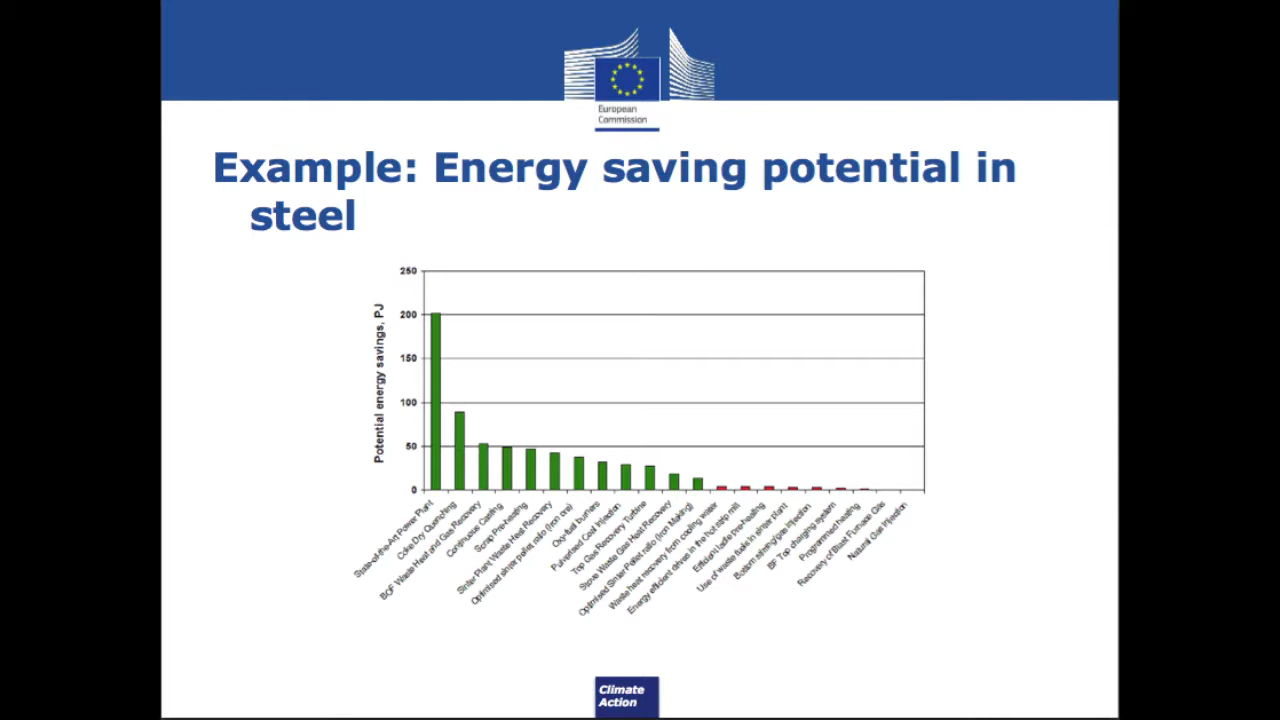 European
Commission
Example: Energy saving potential in
steel
Potential energy savings, PJ
250
200
150
100
50
0
State-of-the-Art Power Plant
Coke Dry Quenching
BOF Waste Heat and Gas Recovery
Continuous Casting
Scrap Pre-heating
Sinter Plant Waste Heat Recovery
Optimised sinter pellet ratio (iron ore)
Oxy-fuel burners
Pulverised Coal Injection
Top Gas Recovery Turbine
Stove Waste Gas Heat Recovery
Optimised Sinter Pellet ratio (Iron Making)
Waste heat recovery from cooling water
Energy efficient drives in the hot strip mill
Efficient ladle preheating
Use of waste fuels in sinter plant
Bottom stirring/gas injection
BF Top charging system
Programmed heating
Recovery of Blast Furnace Gas
Natural Gas Injection
Climate
Action